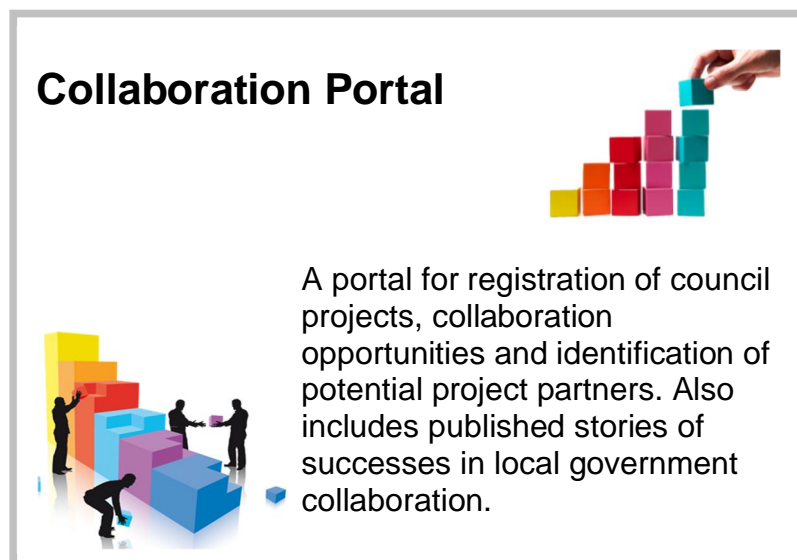 Collaboration Portal
A portal for registration of council
projects, collaboration
opportunities and identification of
potential project partners. Also
includes published stories of
successes in local government
collaboration.